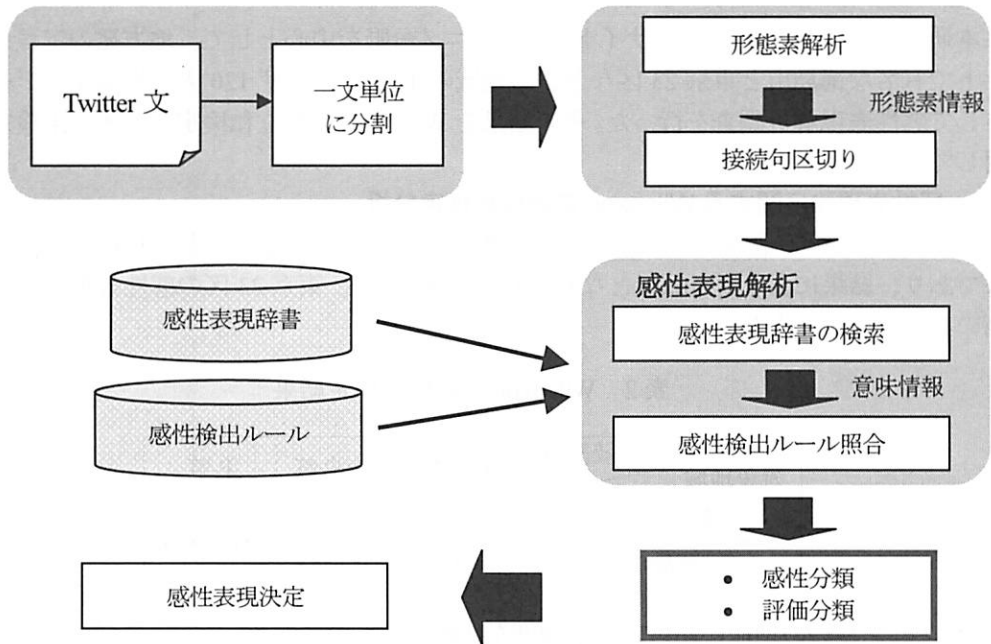 Twitter 文
一文単位
に分割
形態素解析
形態素情報
接続句区切り
感性表現辞書
感性検出ルール
感性表現解析
感性表現辞書の検索
意味情報
感性検出ルール照合
• 感性分類
• 評価分類
感性表現決定